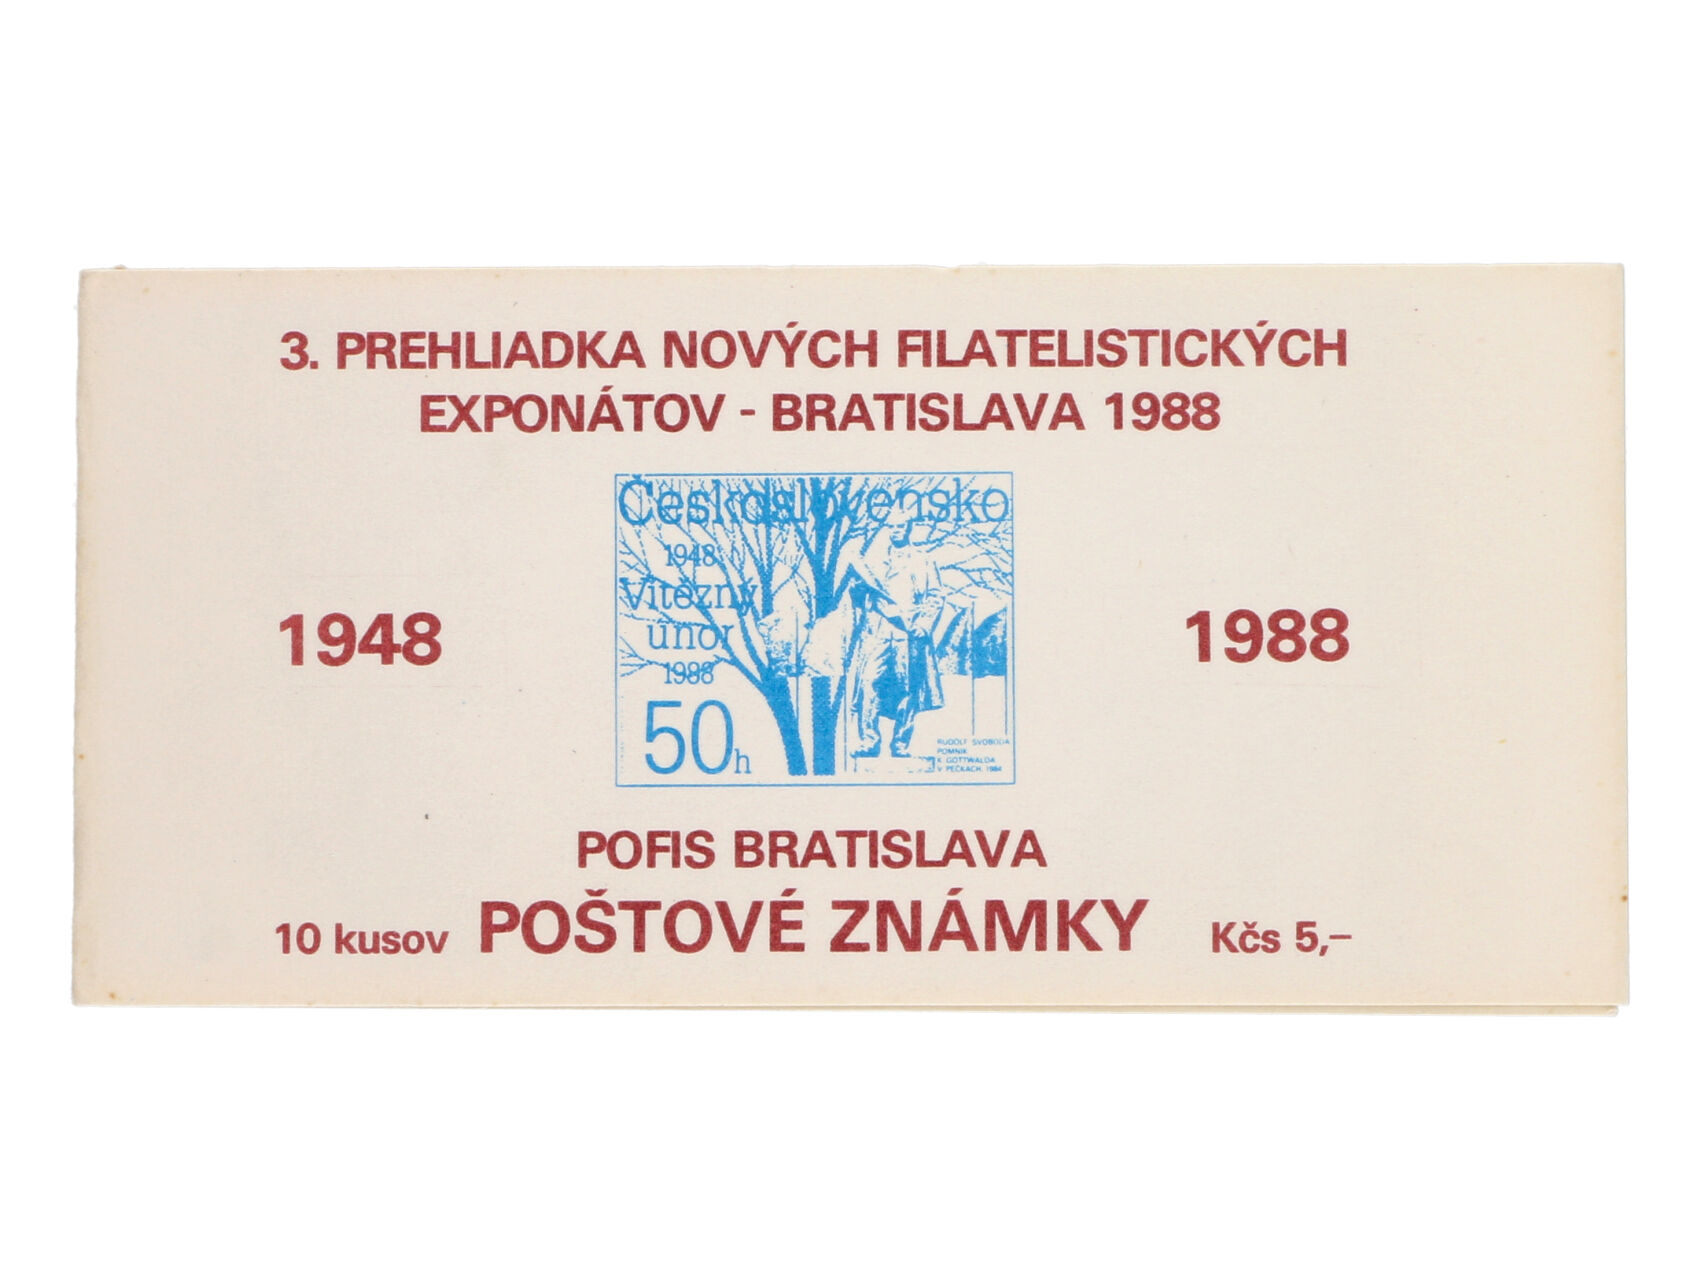 3. PREHLIADKA NOVÝCH FILATELISTICKÝCH
EXPONÁTOV - BRATISLAVA 1988
Československo
1948
Vítězný
únor
1988
50h
RUDOLF SVOBODA
POMNÍK
K. GOTTWALDA
V PEČKÁCH, 1984
1948
1988
POFIS BRATISLAVA
10 kusov POŠTOVÉ ZNÁMKY Kčs 5,–